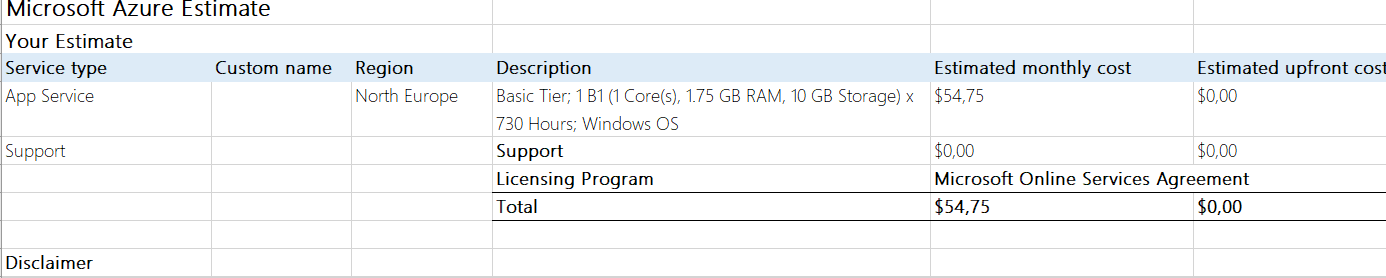 Microsoft Azure Estimate
Your Estimate
Service type Custom name Region Description Estimated monthly cost Estimated upfront cost
App Service North Europe Basic Tier; 1 B1 (1 Core(s), 1.75 GB RAM, 10 GB Storage) x $54,75 $0,00
730 Hours; Windows OS
Support Support $0,00 $0,00
Licensing Program Microsoft Online Services Agreement
Total $54,75 $0,00
Disclaimer